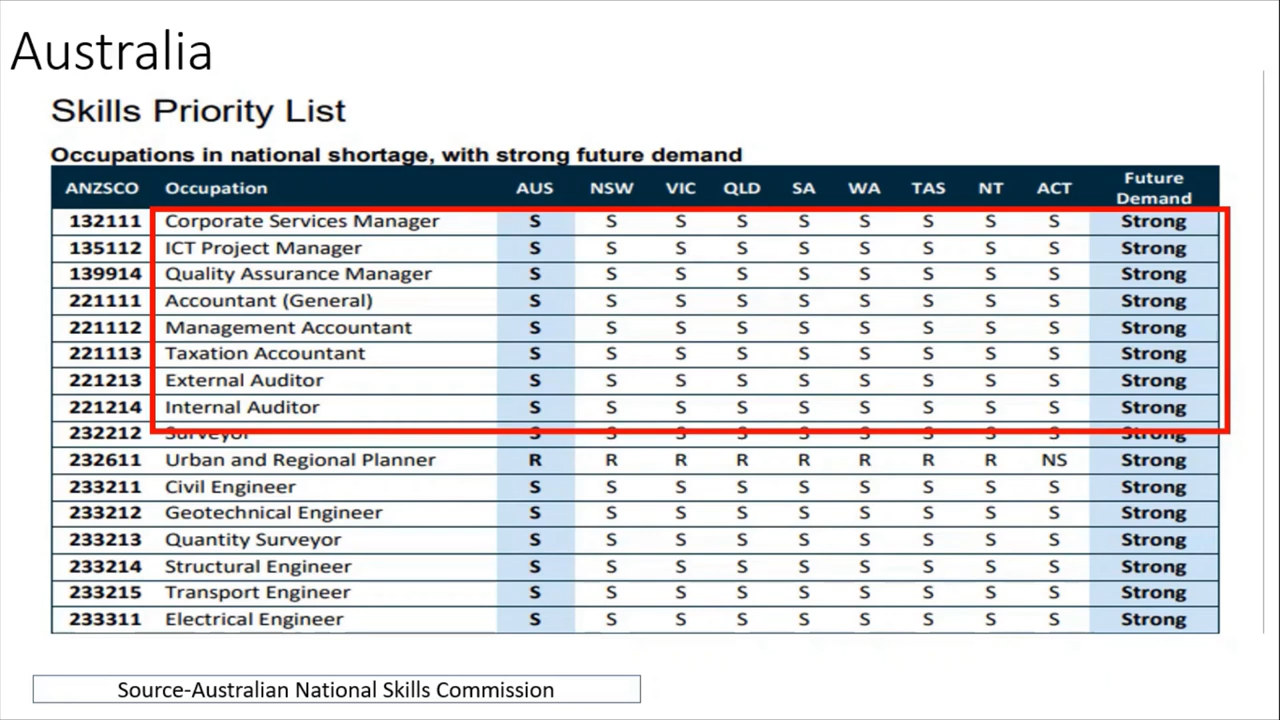 Australia
Skills Priority List
Occupations in national shortage, with strong future demand
ANZSCO Occupation AUS NSW VIC QLD SA WA TAS NT ACT Future Demand
132111 Corporate Services Manager S S S S S S S S S Strong
135112 ICT Project Manager S S S S S S S S S Strong
139914 Quality Assurance Manager S S S S S S S S S Strong
221111 Accountant (General) S S S S S S S S S Strong
221112 Management Accountant S S S S S S S S S Strong
221113 Taxation Accountant S S S S S S S S S Strong
221213 External Auditor S S S S S S S S S Strong
221214 Internal Auditor S S S S S S S S S Strong
232212 Surveyor S S S S S S S S S Strong
232611 Urban and Regional Planner R R R R R R R R NS Strong
233211 Civil Engineer S S S S S S S S S Strong
233212 Geotechnical Engineer S S S S S S S S S Strong
233213 Quantity Surveyor S S S S S S S S S Strong
233214 Structural Engineer S S S S S S S S S Strong
233215 Transport Engineer S S S S S S S S S Strong
233311 Electrical Engineer S S S S S S S S S Strong
Source-Australian National Skills Commission